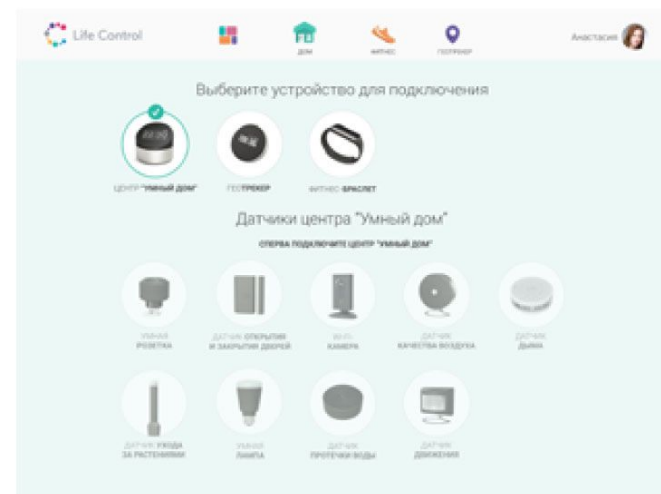 Life Control
ДОМ
ФИТНЕС
ГЕОТРЕКЕР
Анастасия
Выберите устройство для подключения
ЦЕНТР "УМНЫЙ ДОМ"
ГЕОТРЕКЕР
ФИТНЕС-БРАСЛЕТ
Датчики центра "Умный дом"
СПЕРВА ПОДКЛЮЧИТЕ ЦЕНТР "УМНЫЙ ДОМ"
УМНАЯ
РОЗЕТКА
ДАТЧИК ОТКРЫТИЯ
И ЗАКРЫТИЯ ДВЕРЕЙ
WI-FI-
КАМЕРА
ДАТЧИК
КАЧЕСТВА ВОЗДУХА
ДАТЧИК
ДЫМА
ДАТЧИК УХОДА
ЗА РАСТЕНИЯМИ
УМНАЯ
ЛАМПА
ДАТЧИК
ПРОТЕЧКИ ВОДЫ
ДАТЧИК
ДВИЖЕНИЯ